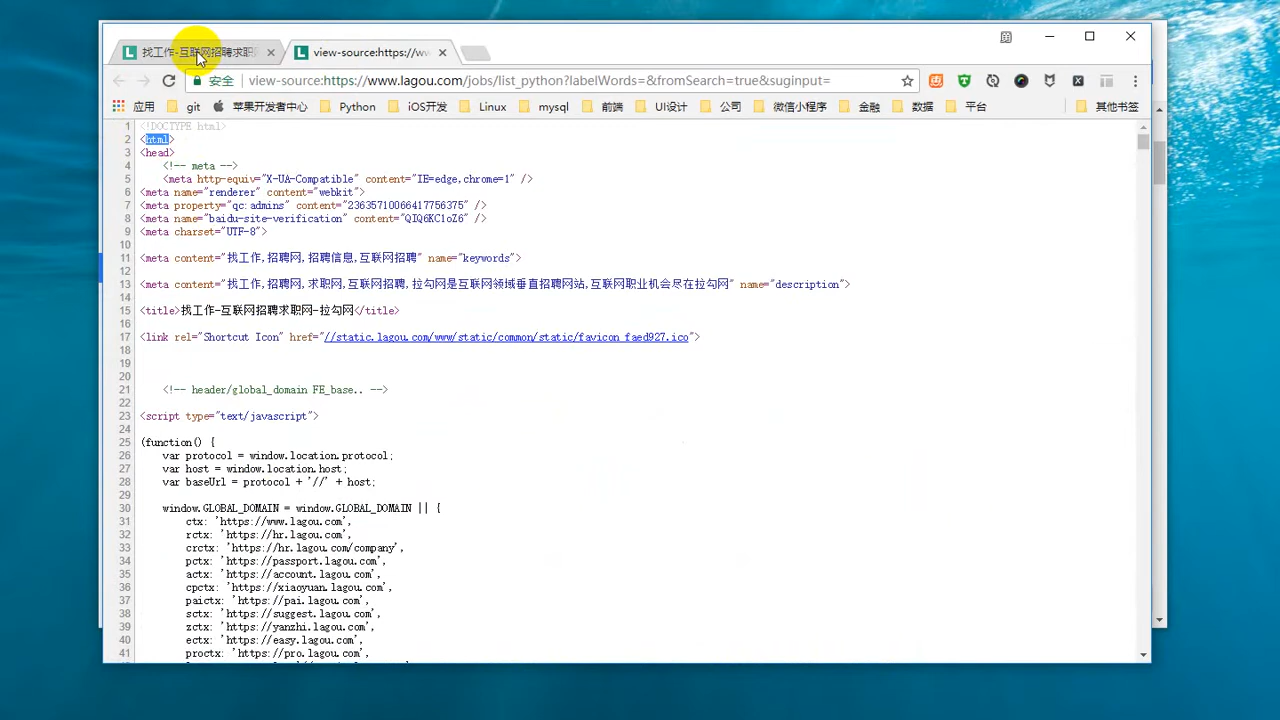 找工作-互联网招聘求职
view-source:https://ww
安全 view-source:https://www.lagou.com/jobs/list_python?labelWords=&fromSearch=true&suginput=
应用 git 苹果开发者中心 Python iOS开发 Linux mysql 前端 UI设计 公司 微信小程序 金融 数据 平台 其他书签
1 <!DOCTYPE html>
2 <html>
3 <head>
4 <!-- meta -->
5 <meta http-equiv="X-UA-Compatible" content="IE=edge,chrome=1" />
6 <meta name="renderer" content="webkit">
7 <meta property="qc:admins" content="23635710066417756375" />
8 <meta name="baidu-site-verification" content="QIQ6KC1oZ6" />
9 <meta charset="UTF-8">
10
11 <meta content="找工作,招聘网,招聘信息,互联网招聘" name="keywords">
12
13 <meta content="找工作,招聘网,求职网,互联网招聘,拉勾网是互联网领域垂直招聘网站,互联网职业机会尽在拉勾网" name="description">
14
15 <title>找工作-互联网招聘求职网-拉勾网</title>
16
17 <link rel="Shortcut Icon" href="//static.lagou.com/www/static/common/static/favicon_faed927.ico">
18
19
20
21 <!-- header/global_domain FE_base.. -->
22
23 <script type="text/javascript">
24
25 (function() {
26 var protocol = window.location.protocol;
27 var host = window.location.host;
28 var baseUrl = protocol + '//' + host;
29
30 window.GLOBAL_DOMAIN = window.GLOBAL_DOMAIN || {
31 ctx: 'https://www.lagou.com',
32 rctx: 'https://hr.lagou.com',
33 crctx: 'https://hr.lagou.com/company',
34 pctx: 'https://passport.lagou.com',
35 actx: 'https://account.lagou.com',
36 cpctx: 'https://xiaoyuan.lagou.com',
37 paictx: 'https://pai.lagou.com',
38 sctx: 'https://suggest.lagou.com',
39 zctx: 'https://yanzhi.lagou.com',
40 ectx: 'https://easy.lagou.com',
41 proctx: 'https://pro.lagou.com',